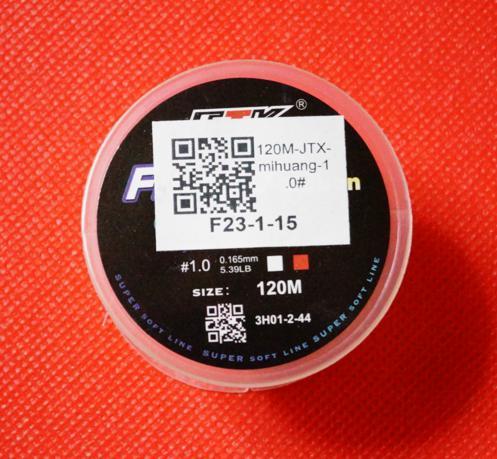 ®
120M-JTX-
mihuang-1
.0#
F23-1-15
#1.0 0.165mm
5.39LB
SIZE: 120M
3H01-2-44
SUPER SOFT LINE SUPER SOFT LINE SUPER SOFT LINE